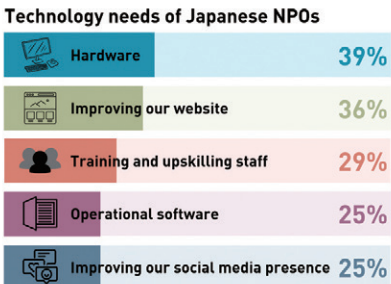 Technology needs of Japanese NPOs
Hardware 39%
Improving our website 36%
Training and upskilling staff 29%
Operational software 25%
Improving our social media presence 25%